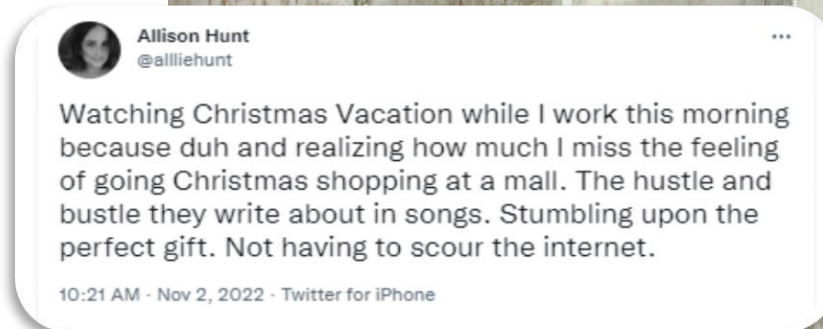 Allison Hunt
@allliehunt
...
Watching Christmas Vacation while I work this morning
because duh and realizing how much I miss the feeling
of going Christmas shopping at a mall. The hustle and
bustle they write about in songs. Stumbling upon the
perfect gift. Not having to scour the internet.
10:21 AM · Nov 2, 2022 · Twitter for iPhone